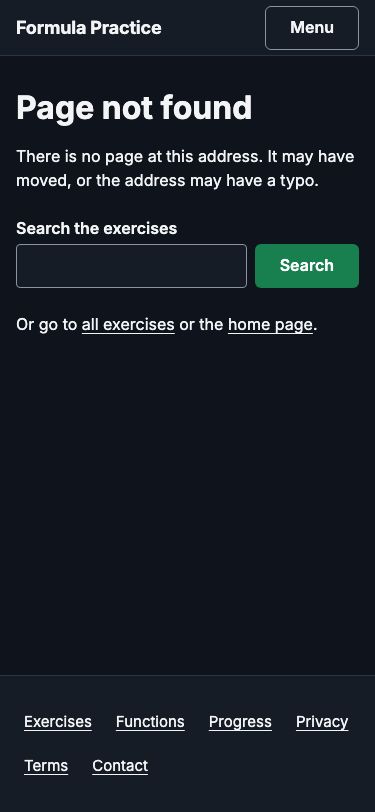 Formula Practice
Menu
Page not found
There is no page at this address. It may have
moved, or the address may have a typo.
Search the exercises
Search
Or go to all exercises or the home page.
Exercises Functions Progress Privacy
Terms Contact